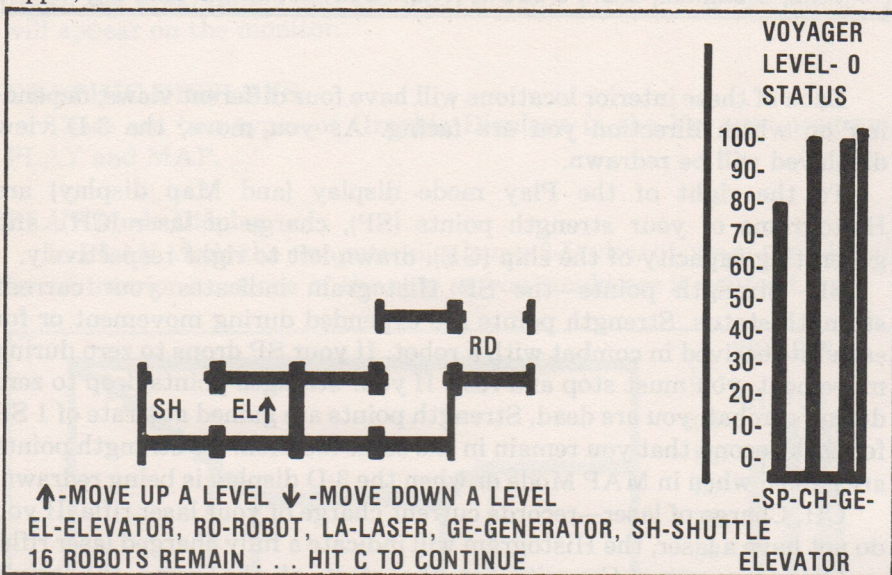 VOYAGER
LEVEL- 0
STATUS
100-
90-
80-
70-
60-
50-
40-
30-
20-
10-
0-
RD
SH EL↑
↑-MOVE UP A LEVEL ↓-MOVE DOWN A LEVEL
-SP-CH-GE-
EL-ELEVATOR, RO-ROBOT, LA-LASER, GE-GENERATOR, SH-SHUTTLE
16 ROBOTS REMAIN . . . HIT C TO CONTINUE
ELEVATOR